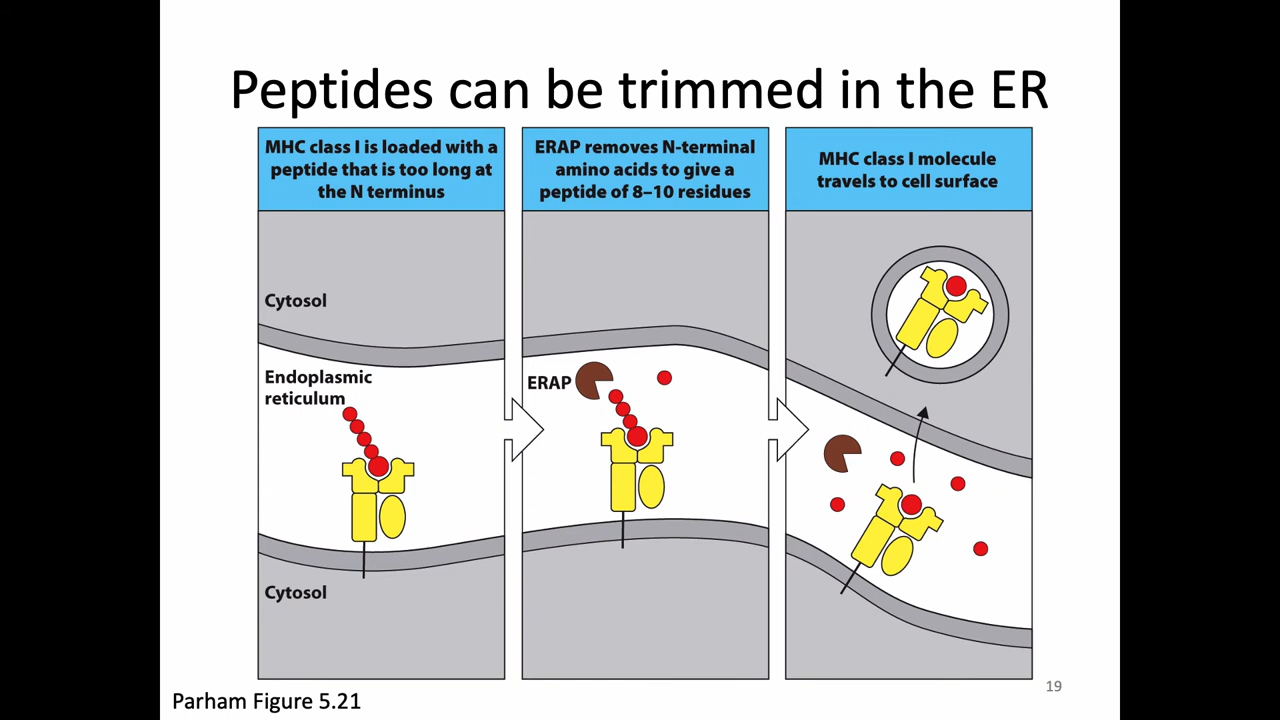 Peptides can be trimmed in the ER
MHC class I is loaded with a
peptide that is too long at
the N terminus
ERAP removes N-terminal
amino acids to give a
peptide of 8–10 residues
MHC class I molecule
travels to cell surface
Cytosol
Endoplasmic
reticulum
Cytosol
ERAP
Parham Figure 5.21
19